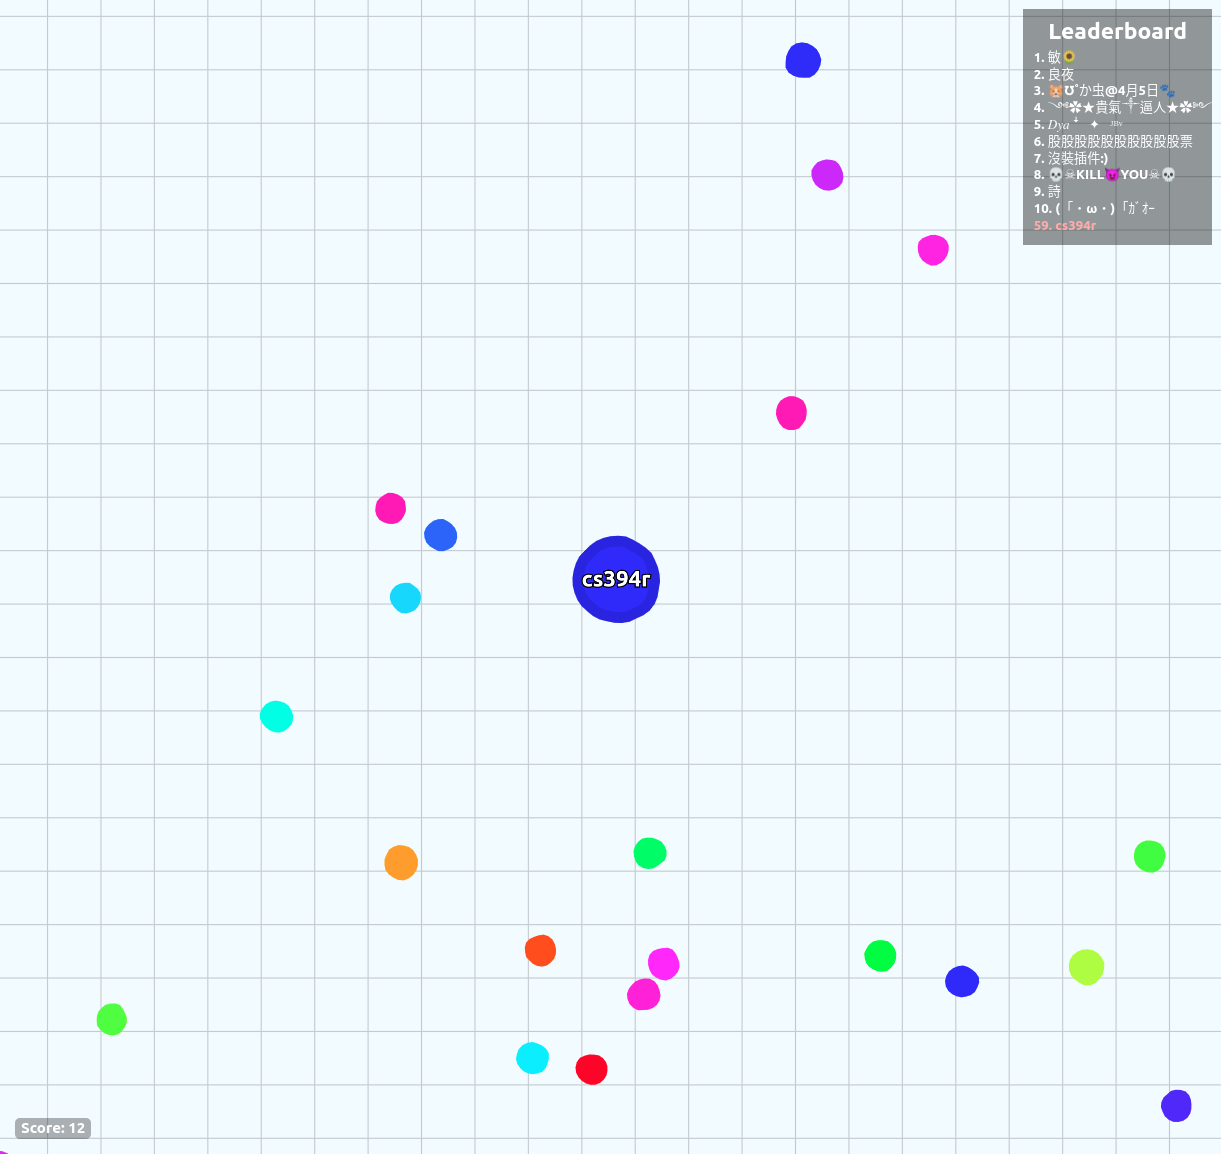 Leaderboard
1. 敏🌻
2. 良夜
3. 🐹℧ﾟか虫@4月5日🐾
4. ༺✿★貴氣༒逼人★✿༻
5. 𝐷𝑦𝑎 ✦ ᴶᴮⱽ
6. 股股股股股股股股股股票
7. 沒裝插件:)
8. 💀☠KILL😈YOU☠💀
9. 詩
10. (「・ω・)「ｶﾞｵｰ
59. cs394r
cs394r
Score: 12